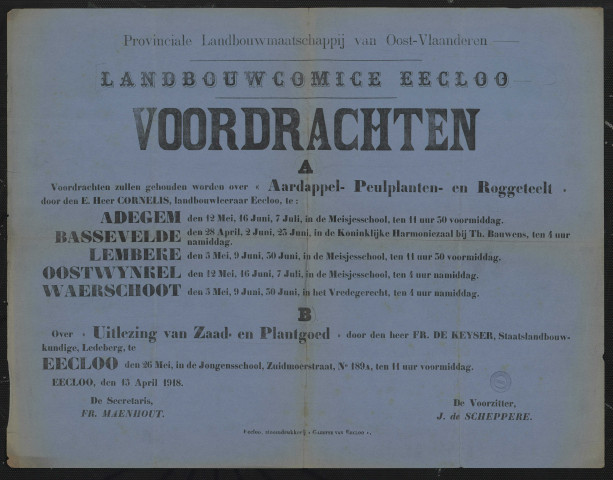 Provinciale Landbouwmaatschappij van Oost-Vlaanderen
LANDBOUWCOMICE EECLOO
VOORDRACHTEN
A
Voordrachten zullen gehouden worden over « Aardappel- Peulplanten- en Roggeteelt »
door den E. Heer CORNELIS, landbouwleeraar Eecloo, te :
ADEGEM den 12 Mei, 16 Juni, 7 Juli, in de Meisjesschool, ten 11 uur 30 voormiddag.
BASSEVELDE den 28 April, 2 Juni, 23 Juni, in de Koninklijke Harmoniezaal bij Th. Bauwens, ten 4 uur
namiddag.
LEMBEKE den 5 Mei, 9 Juni, 30 Juni, in de Meisjesschool, ten 11 uur 30 voormiddag.
OOSTWYNKEL den 12 Mei, 16 Juni, 7 Juli, in de Meisjesschool, ten 4 uur namiddag.
WAERSCHOOT den 5 Mei, 9 Juni, 30 Juni, in het Vredegerecht, ten 4 uur namiddag.
B
Over « Uitlezing van Zaad- en Plantgoed » door den heer FR. DE KEYSER, Staatslandbouw-
kundige, Ledeberg, te
EECLOO den 26 Mei, in de Jongensschool, Zuidmoerstraat, Nr 189A, ten 11 uur voormiddag.
EECLOO, den 15 April 1918.
De Secretaris,
FR. MAENHOUT.
De Voorzitter,
J. de SCHEPPERE.
Eecloo, stoomdrukkerij « GAZETTE VAN EECLOO ».